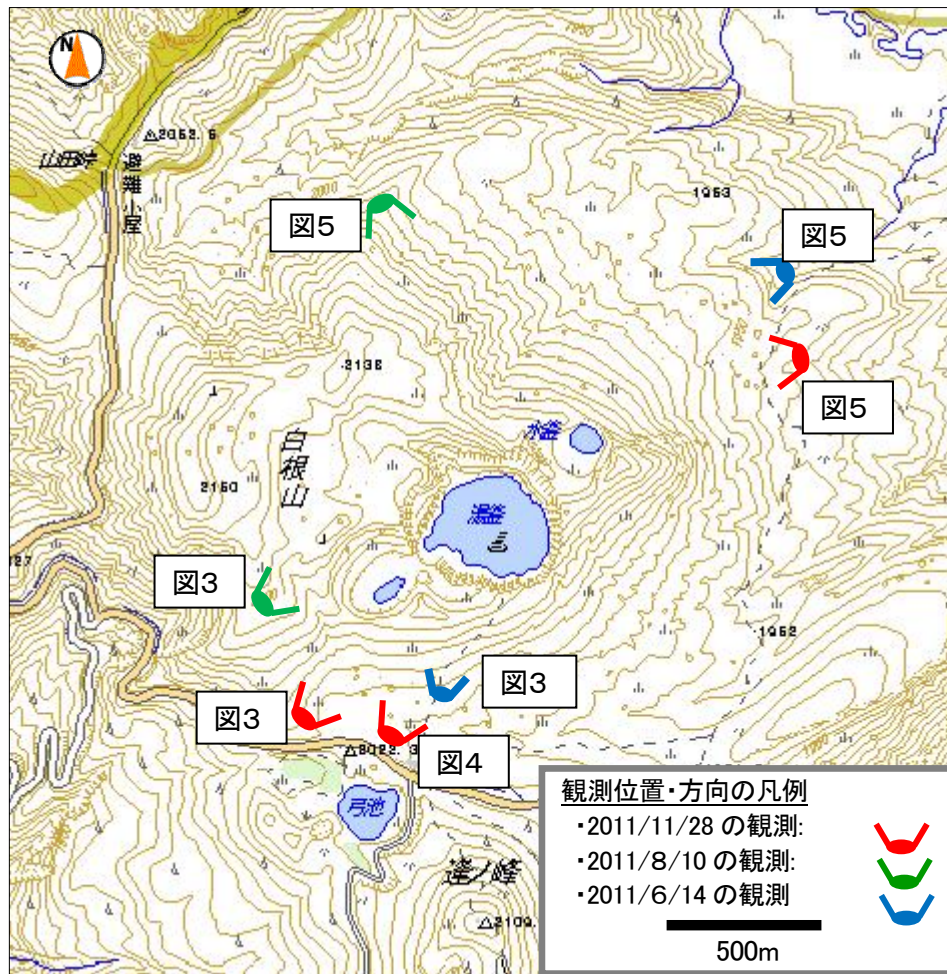 N
2052.6
山田峠
避難小屋
図5
1953
図5
図5
2138
水釜
白根山
湯釜
2150
図3
1952
図3
図3
図4
2022.3
弓池
逢ノ峰
2109.
観測位置・方向の凡例
・2011/11/28 の観測:
・2011/8/10 の観測:
・2011/6/14 の観測
500m